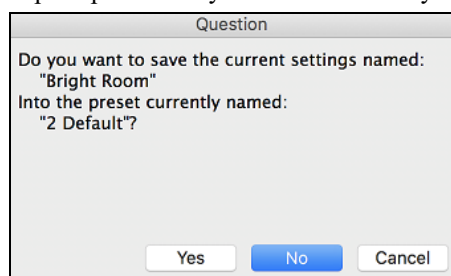 Question
Do you want to save the current settings named:
"Bright Room"
Into the preset currently named:
"2 Default"?
Yes No Cancel